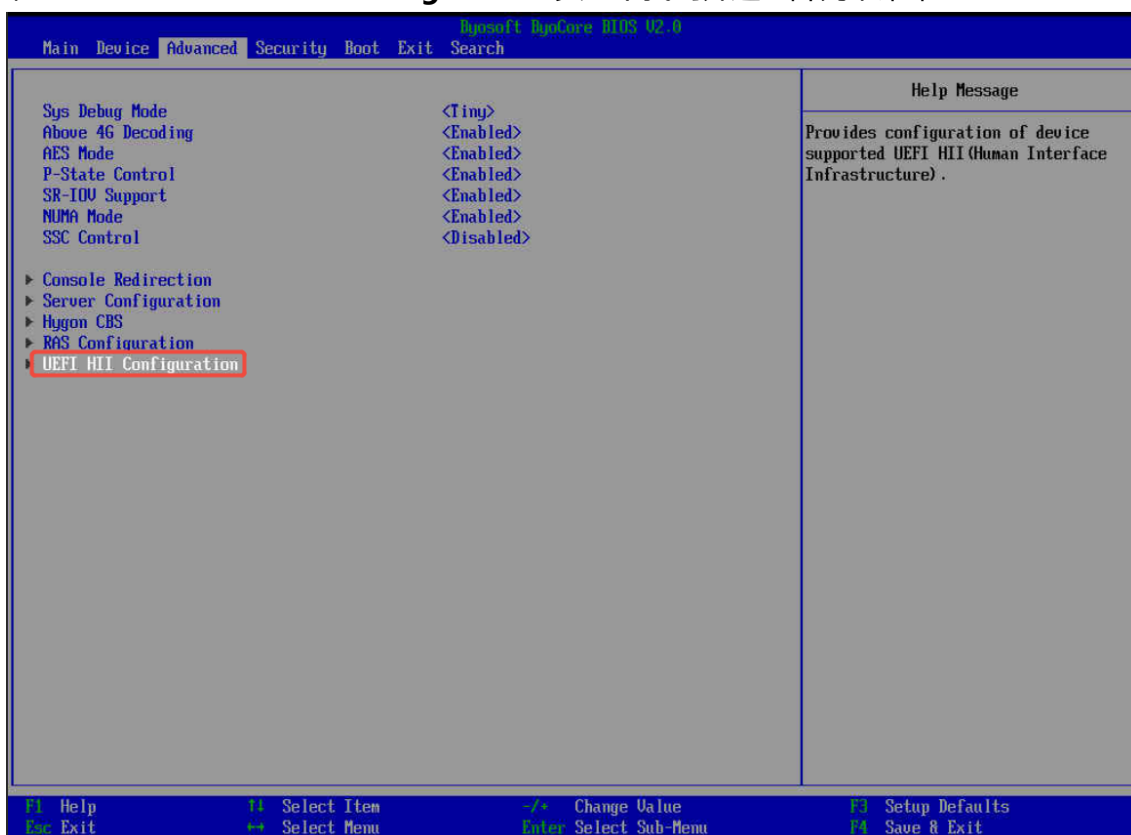 Byosoft ByoCore BIOS V2.0
Main Device Advanced Security Boot Exit Search
Help Message
Sys Debug Mode <Tiny>
Above 4G Decoding <Enabled>
AES Mode <Enabled>
P-State Control <Enabled>
SR-IOV Support <Enabled>
NUMA Mode <Enabled>
SSC Control <Disabled>
Console Redirection
Server Configuration
Hygon CBS
RAS Configuration
UEFI HII Configuration
Provides configuration of device
supported UEFI HII(Human Interface
Infrastructure).
F1 Help ↑↓ Select Item -/+ Change Value F3 Setup Defaults
Esc Exit ↔ Select Menu Enter Select Sub-Menu F4 Save & Exit